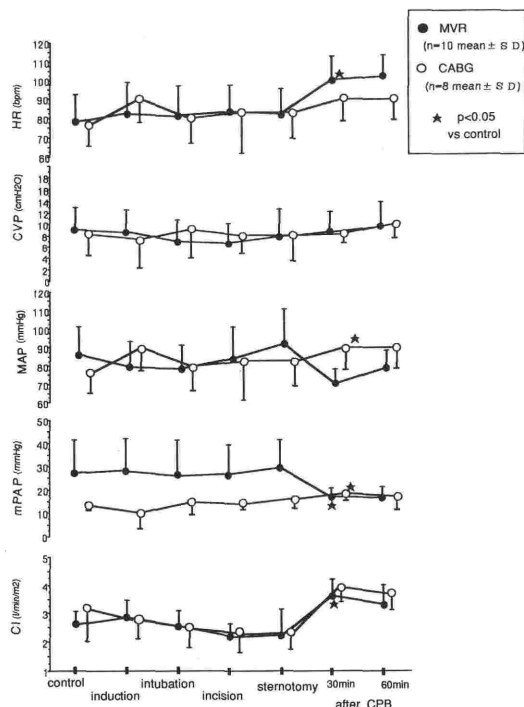 MVR
(n=10 mean± S D)
CABG
(n=8 mean± S D)
★ p<0.05
vs control
HR (bpm)
120
110
100
90
80
70
60
CVP (cmH2O)
18
16
14
12
10
8
6
4
2
0
MAP (mmHg)
120
110
100
90
80
70
60
mPAP (mmHg)
50
40
30
20
10
0
CI (l/min/m2)
5
4
3
2
1
control
induction
intubation
incision
sternotomy
30min
60min
after CPB